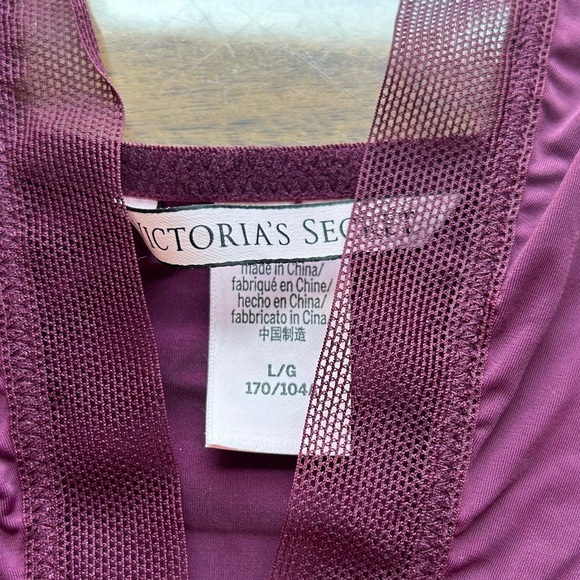 VICTORIA'S SECRET
made in China/
fabriqué en Chine/
hecho en China/
fabbricato in Cina
中国制造
L/G
170/104/